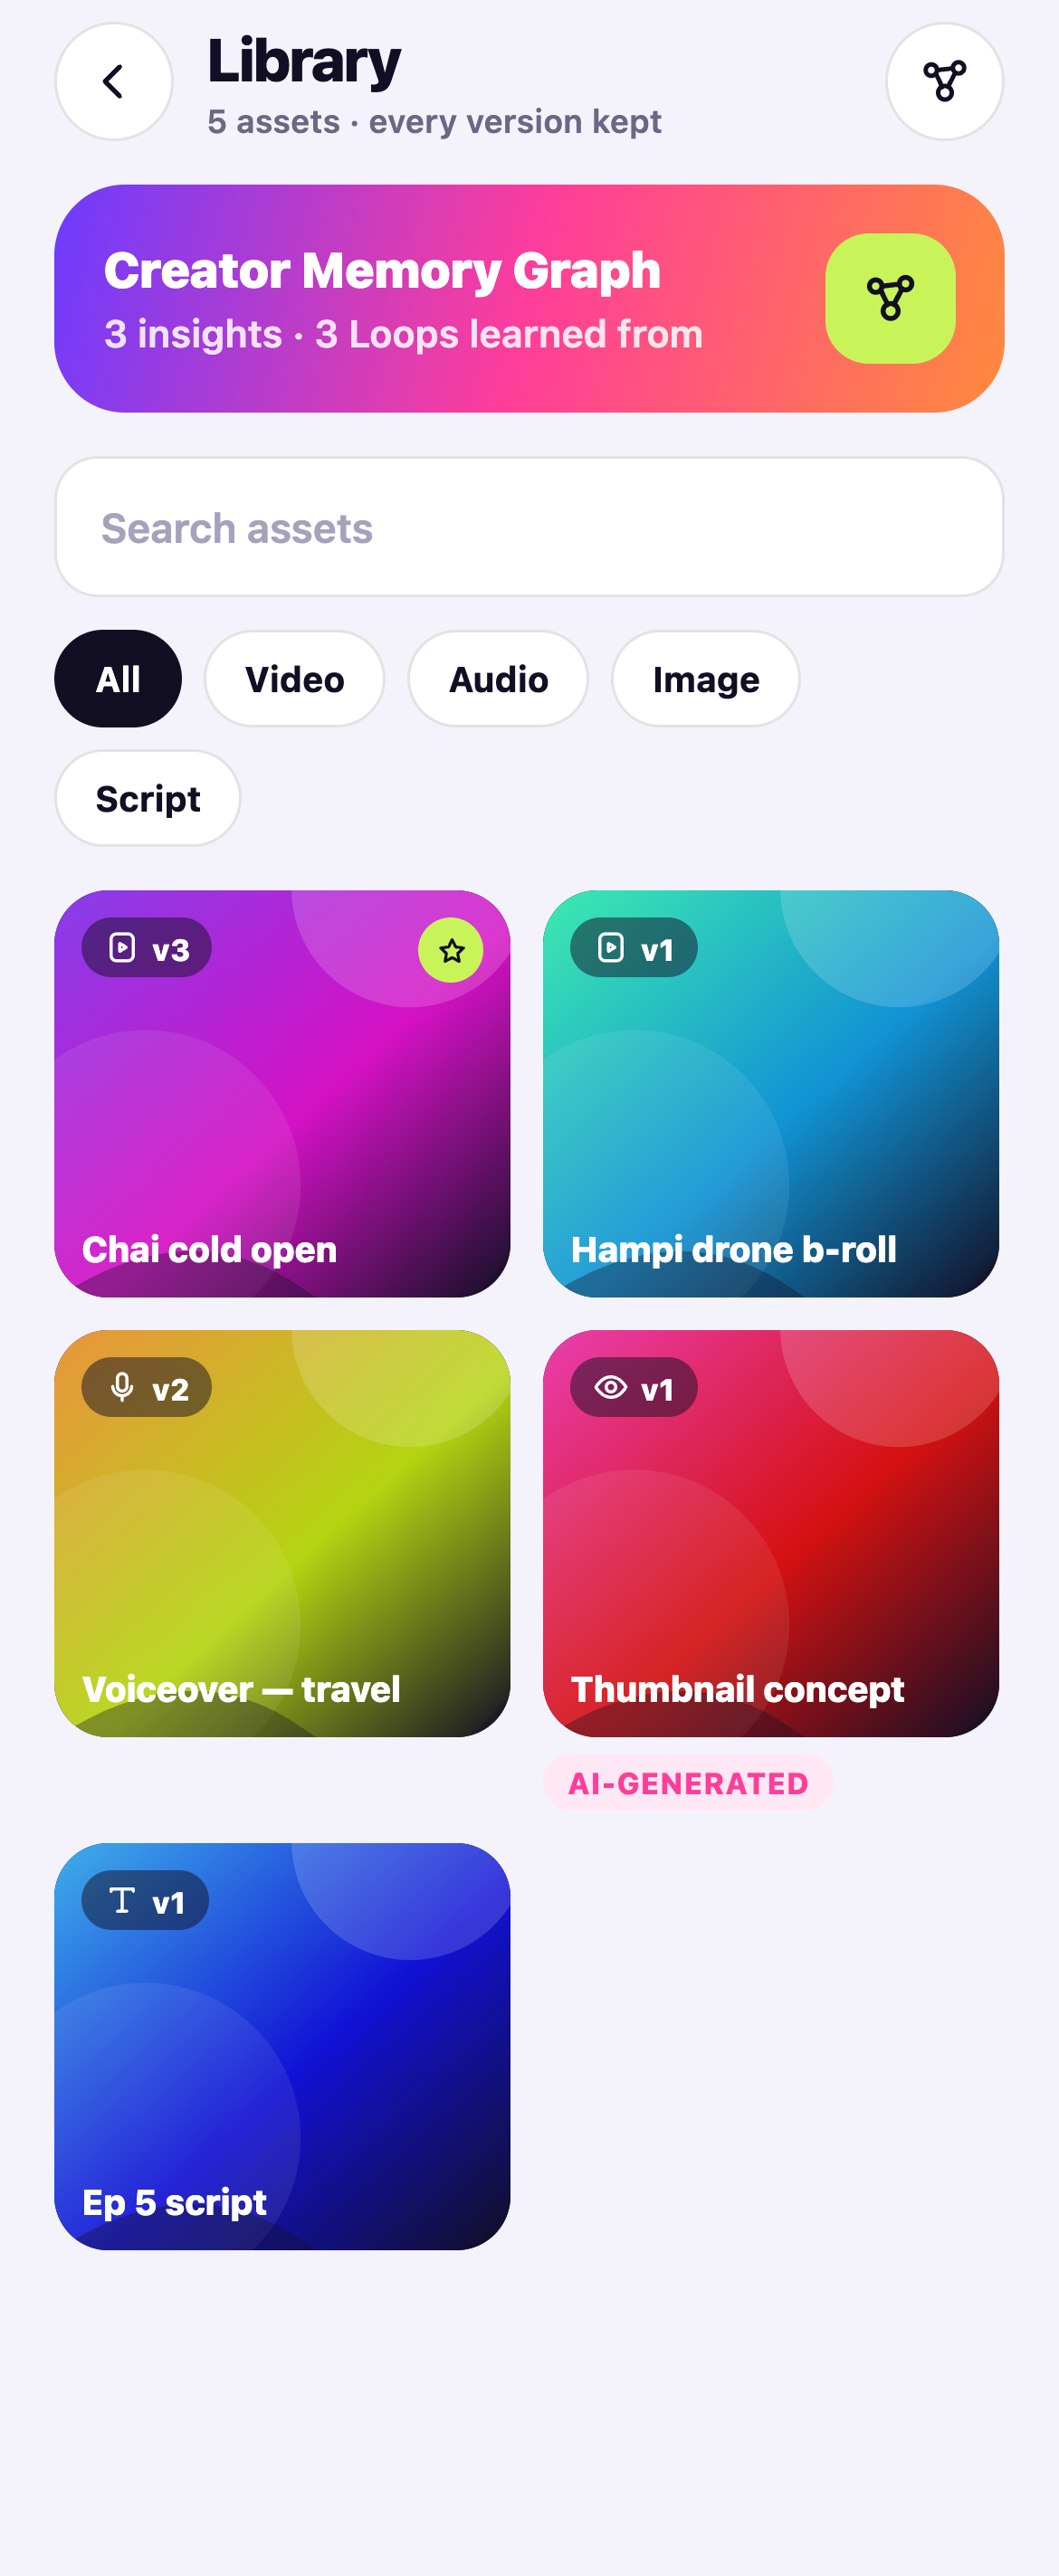 Library
5 assets · every version kept
Creator Memory Graph
3 insights · 3 Loops learned from
Search assets
All
Video
Audio
Image
Script
v3
v1
Chai cold open
Hampi drone b-roll
v2
v1
Voiceover — travel
Thumbnail concept
AI-GENERATED
v1
Ep 5 script